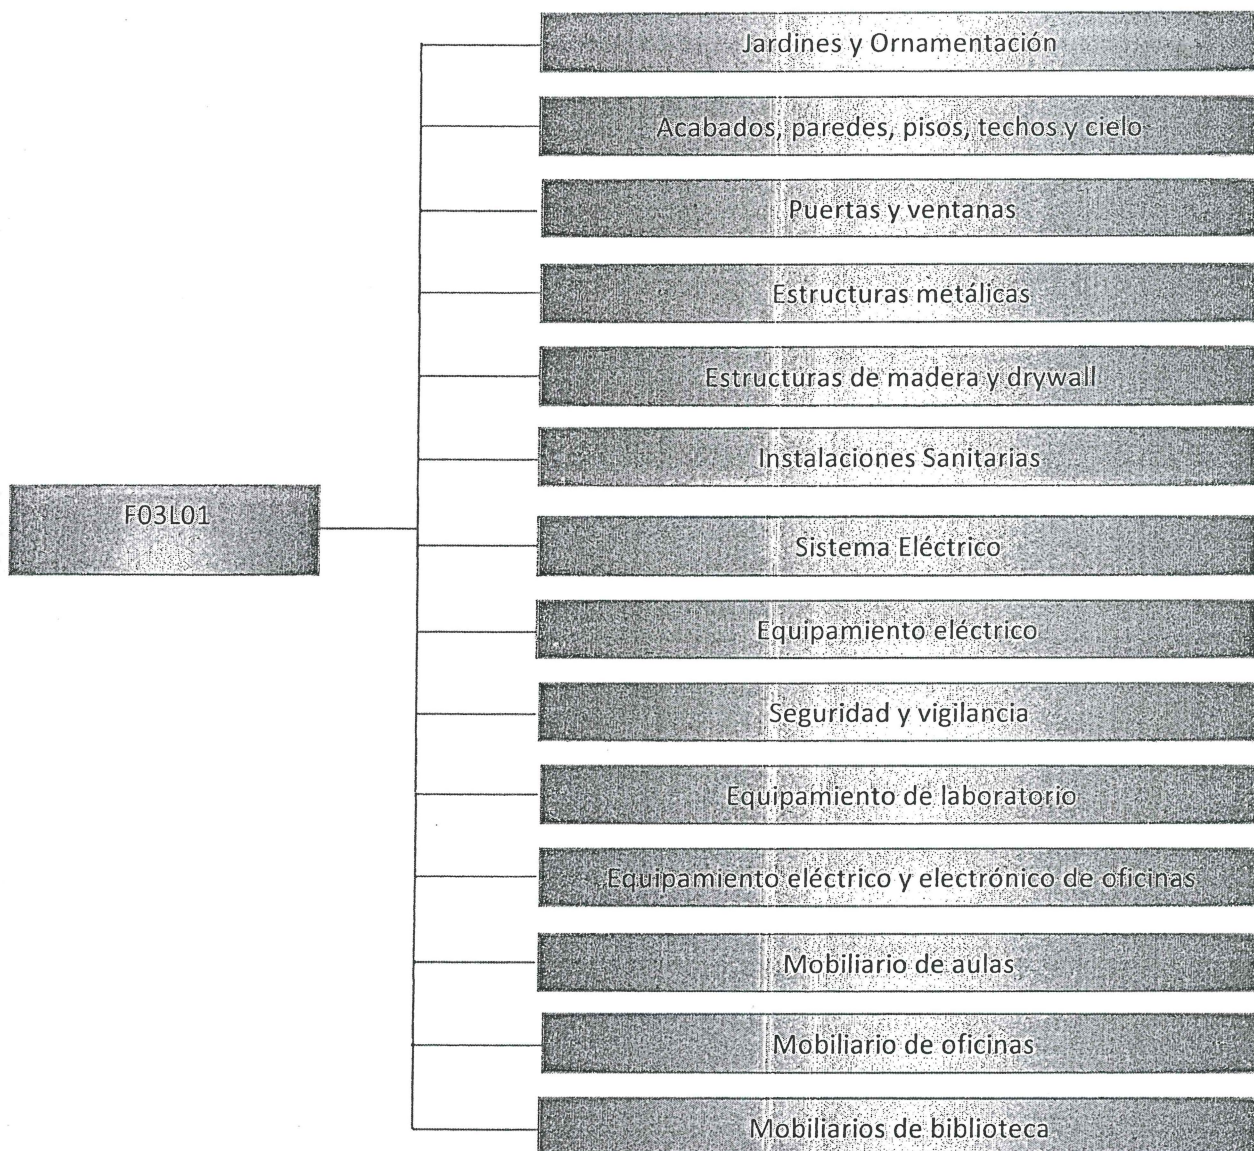 Jardines y Ornamentación
Acabados, paredes, pisos, techos y cielo
Puertas y ventanas
Estructuras metálicas
Estructuras de madera y drywall
Instalaciones Sanitarias
F03L01
Sistema Eléctrico
Equipamiento eléctrico
Seguridad y vigilancia
Equipamiento de laboratorio
Equipamiento eléctrico y electrónico de oficinas
Mobiliario de aulas
Mobiliario de oficinas
Mobiliarios de biblioteca